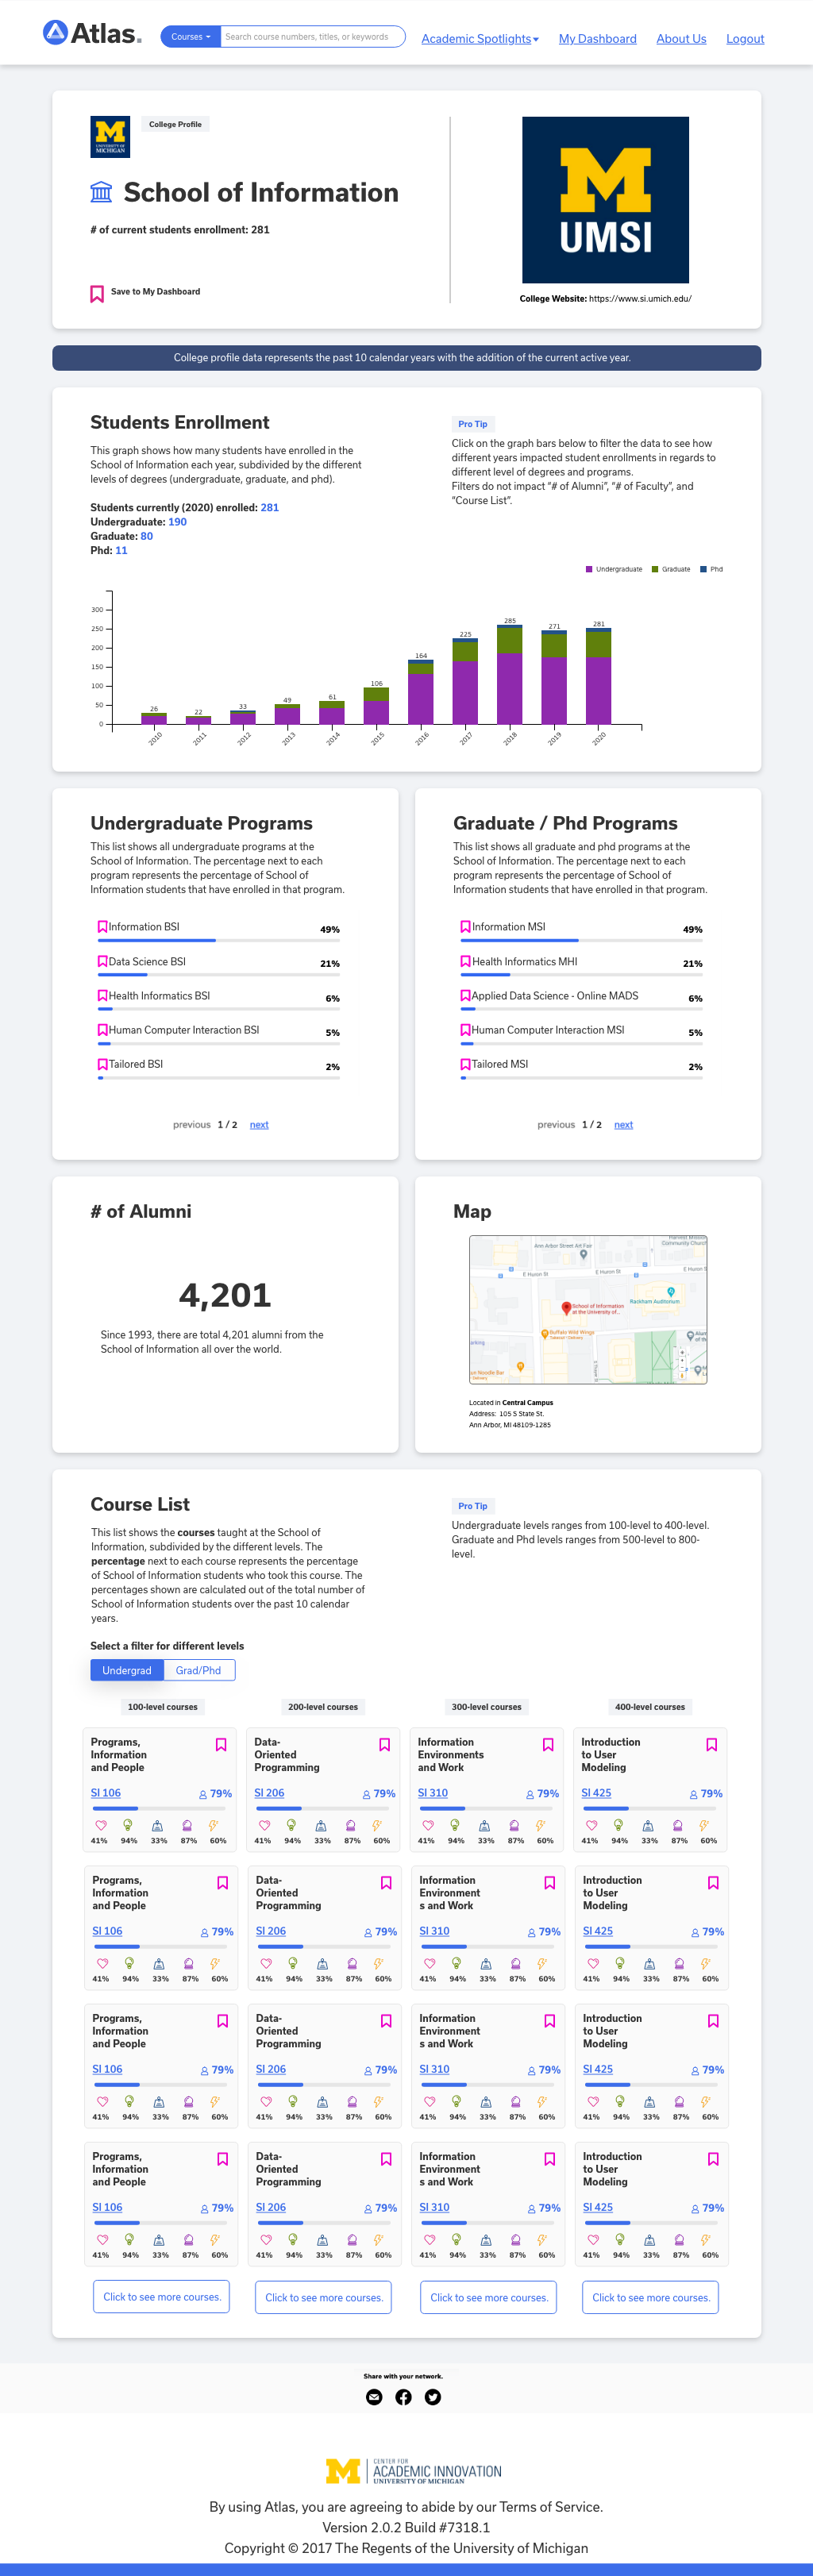 Atlas.
Courses
Search course numbers, titles, or keywords
Academic Spotlights
My Dashboard
About Us
Logout
M
UNIVERSITY OF
MICHIGAN
College Profile
School of Information
# of current students enrollment: 281
Save to My Dashboard
M
UMSI
College Website: https://www.si.umich.edu/
College profile data represents the past 10 calendar years with the addition of the current active year.
Students Enrollment
This graph shows how many students have enrolled in the
School of Information each year, subdivided by the different
levels of degrees (undergraduate, graduate, and phd).
Students currently (2020) enrolled: 281
Undergraduate: 190
Graduate: 80
Phd: 11
Pro Tip
Click on the graph bars below to filter the data to see how
different years impacted student enrollments in regards to
different level of degrees and programs.
Filters do not impact “# of Alumni”, “# of Faculty”, and
“Course List”.
Undergraduate
Graduate
Phd
300
250
200
150
100
50
0
26
22
33
49
61
106
164
225
285
271
281
2010
2011
2012
2013
2014
2015
2016
2017
2018
2019
2020
Undergraduate Programs
This list shows all undergraduate programs at the
School of Information. The percentage next to each
program represents the percentage of School of
Information students that have enrolled in that program.
Information BSI 49%
Data Science BSI 21%
Health Informatics BSI 6%
Human Computer Interaction BSI 5%
Tailored BSI 2%
previous 1 / 2 next
Graduate / Phd Programs
This list shows all graduate and phd programs at the
School of Information. The percentage next to each
program represents the percentage of School of
Information students that have enrolled in that program.
Information MSI 49%
Health Informatics MHI 21%
Applied Data Science - Online MADS 6%
Human Computer Interaction MSI 5%
Tailored MSI 2%
previous 1 / 2 next
# of Alumni
4,201
Since 1993, there are total 4,201 alumni from the
School of Information all over the world.
Map
Ann Arbor Street Art Fair
Community Church
E Huron St
E Huron St
Rackham Auditorium
School of Information
at the University of...
Buffalo Wild Wings
Noodle Bar
Located in Central Campus
Address: 105 S State St.
Ann Arbor, MI 48109-1285
Course List
This list shows the courses taught at the School of
Information, subdivided by the different levels. The
percentage next to each course represents the percentage
of School of Information students who took this course. The
percentages shown are calculated out of the total number of
School of Information students over the past 10 calendar
years.
Pro Tip
Undergraduate levels ranges from 100-level to 400-level.
Graduate and Phd levels ranges from 500-level to 800-
level.
Select a filter for different levels
Undergrad
Grad/Phd
100-level courses
200-level courses
300-level courses
400-level courses
Programs,
Information
and People
SI 106 79%
41% 94% 33% 87% 60%
Data-
Oriented
Programming
SI 206 79%
41% 94% 33% 87% 60%
Information
Environments
and Work
SI 310 79%
41% 94% 33% 87% 60%
Introduction
to User
Modeling
SI 425 79%
41% 94% 33% 87% 60%
Programs,
Information
and People
SI 106 79%
41% 94% 33% 87% 60%
Data-
Oriented
Programming
SI 206 79%
41% 94% 33% 87% 60%
Information
Environment
s and Work
SI 310 79%
41% 94% 33% 87% 60%
Introduction
to User
Modeling
SI 425 79%
41% 94% 33% 87% 60%
Programs,
Information
and People
SI 106 79%
41% 94% 33% 87% 60%
Data-
Oriented
Programming
SI 206 79%
41% 94% 33% 87% 60%
Information
Environment
s and Work
SI 310 79%
41% 94% 33% 87% 60%
Introduction
to User
Modeling
SI 425 79%
41% 94% 33% 87% 60%
Programs,
Information
and People
SI 106 79%
41% 94% 33% 87% 60%
Data-
Oriented
Programming
SI 206 79%
41% 94% 33% 87% 60%
Information
Environment
s and Work
SI 310 79%
41% 94% 33% 87% 60%
Introduction
to User
Modeling
SI 425 79%
41% 94% 33% 87% 60%
Click to see more courses.
Click to see more courses.
Click to see more courses.
Click to see more courses.
Share with your network.
M
CENTER FOR
ACADEMIC INNOVATION
UNIVERSITY OF MICHIGAN
By using Atlas, you are agreeing to abide by our Terms of Service.
Version 2.0.2 Build #7318.1
Copyright © 2017 The Regents of the University of Michigan